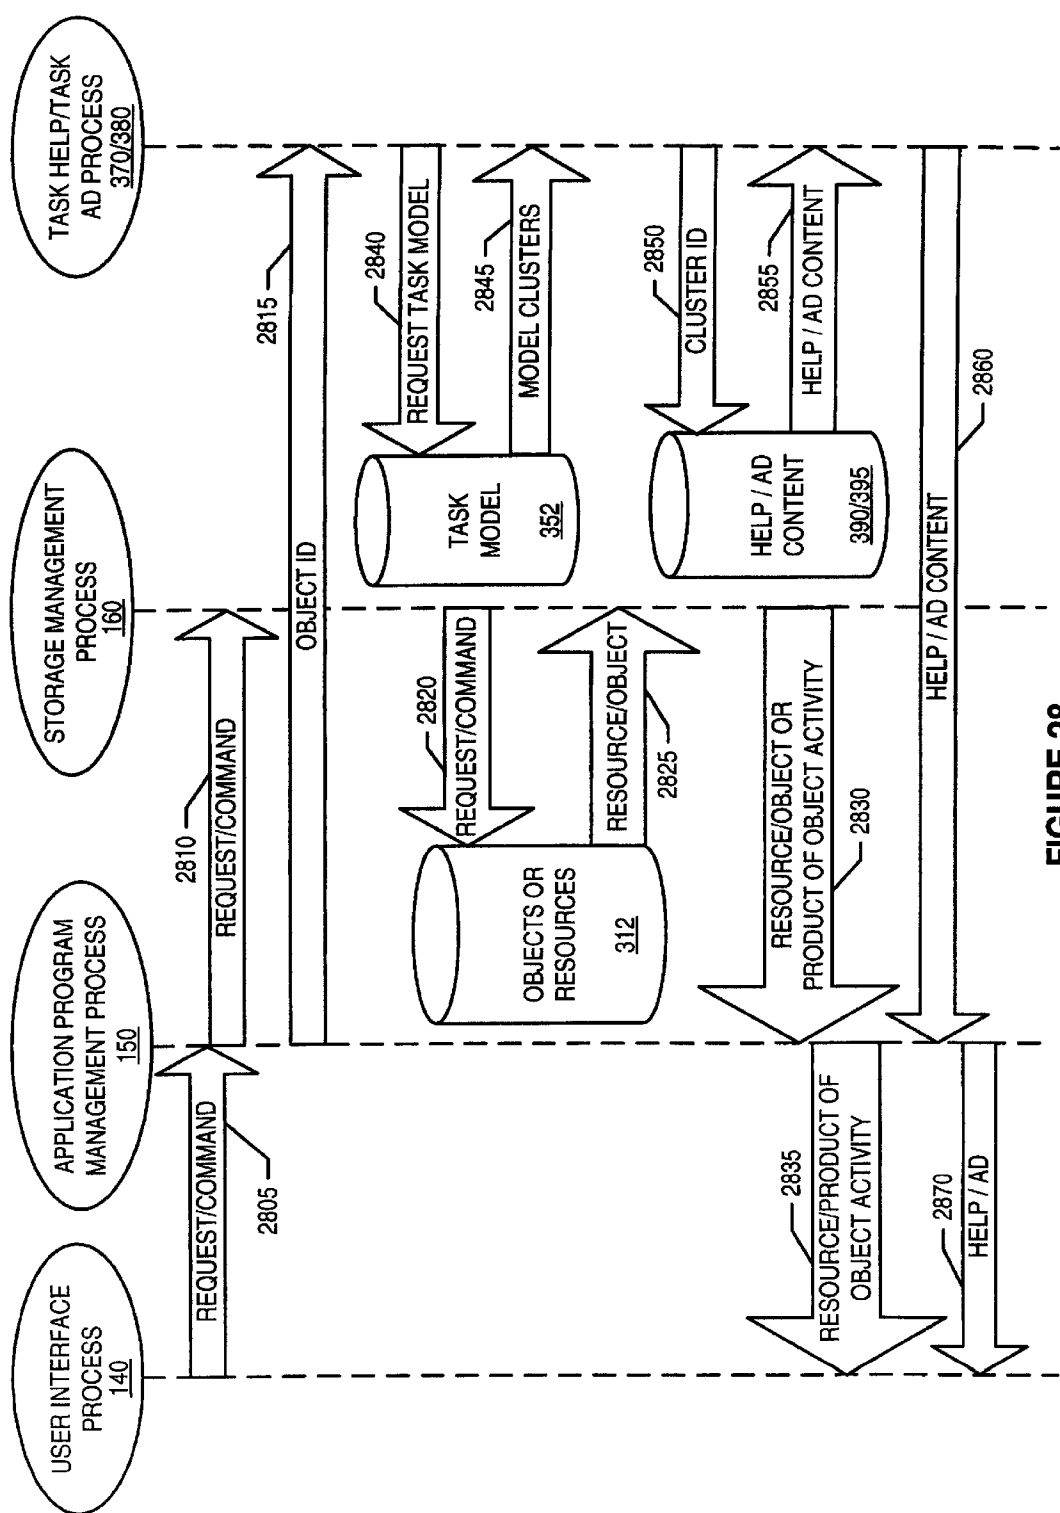 USER INTERFACE
PROCESS
140
APPLICATION PROGRAM
MANAGEMENT PROCESS
150
STORAGE MANAGEMENT
PROCESS
160
TASK HELP/TASK
AD PROCESS
370/380
REQUEST/COMMAND
2805
2810
REQUEST/COMMAND
2815
OBJECT ID
2840
REQUEST TASK MODEL
TASK
MODEL
352
2845
MODEL CLUSTERS
2820
REQUEST/COMMAND
OBJECTS OR
RESOURCES
312
RESOURCE/OBJECT
2825
2850
CLUSTER ID
HELP / AD
CONTENT
390/395
2855
HELP / AD CONTENT
RESOURCE/OBJECT OR
PRODUCT OF OBJECT ACTIVITY
2830
2835
RESOURCE/PRODUCT OF
OBJECT ACTIVITY
HELP / AD CONTENT
2860
2870
HELP / AD
FIGURE 28